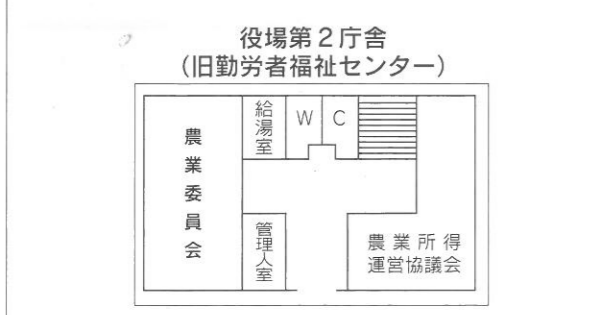 役場第２庁舎
（旧勤労者福祉センター）
給湯室
W C
農業委員会
管理人室
農業所得
運営協議会